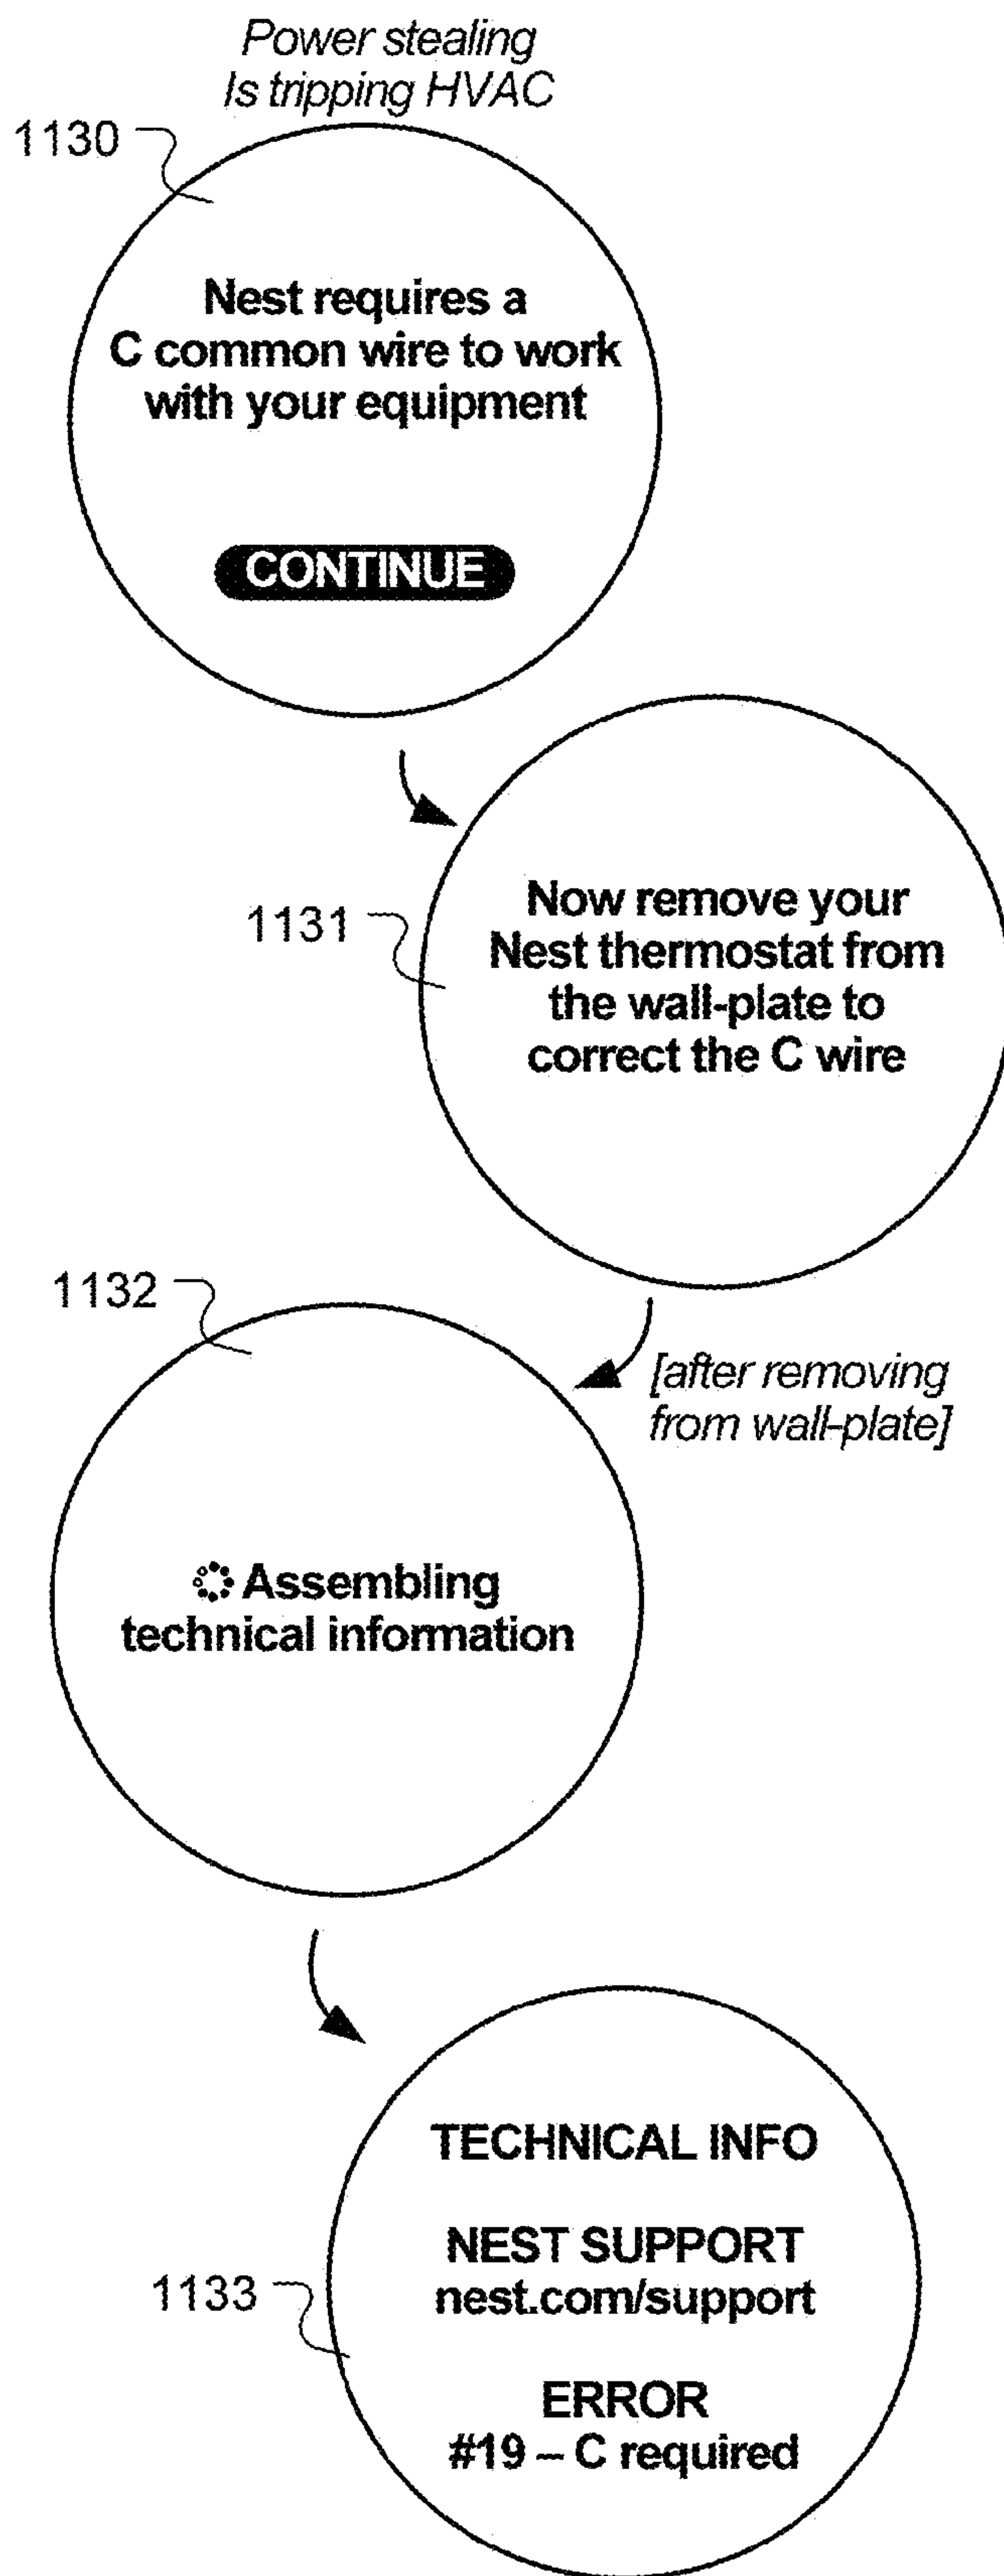 Power stealing
Is tripping HVAC
1130
Nest requires a
C common wire to work
with your equipment
CONTINUE
1131
Now remove your
Nest thermostat from
the wall-plate to
correct the C wire
1132
[after removing
from wall-plate]
Assembling
technical information
1133
TECHNICAL INFO
NEST SUPPORT
nest.com/support
ERROR
#19 – C required